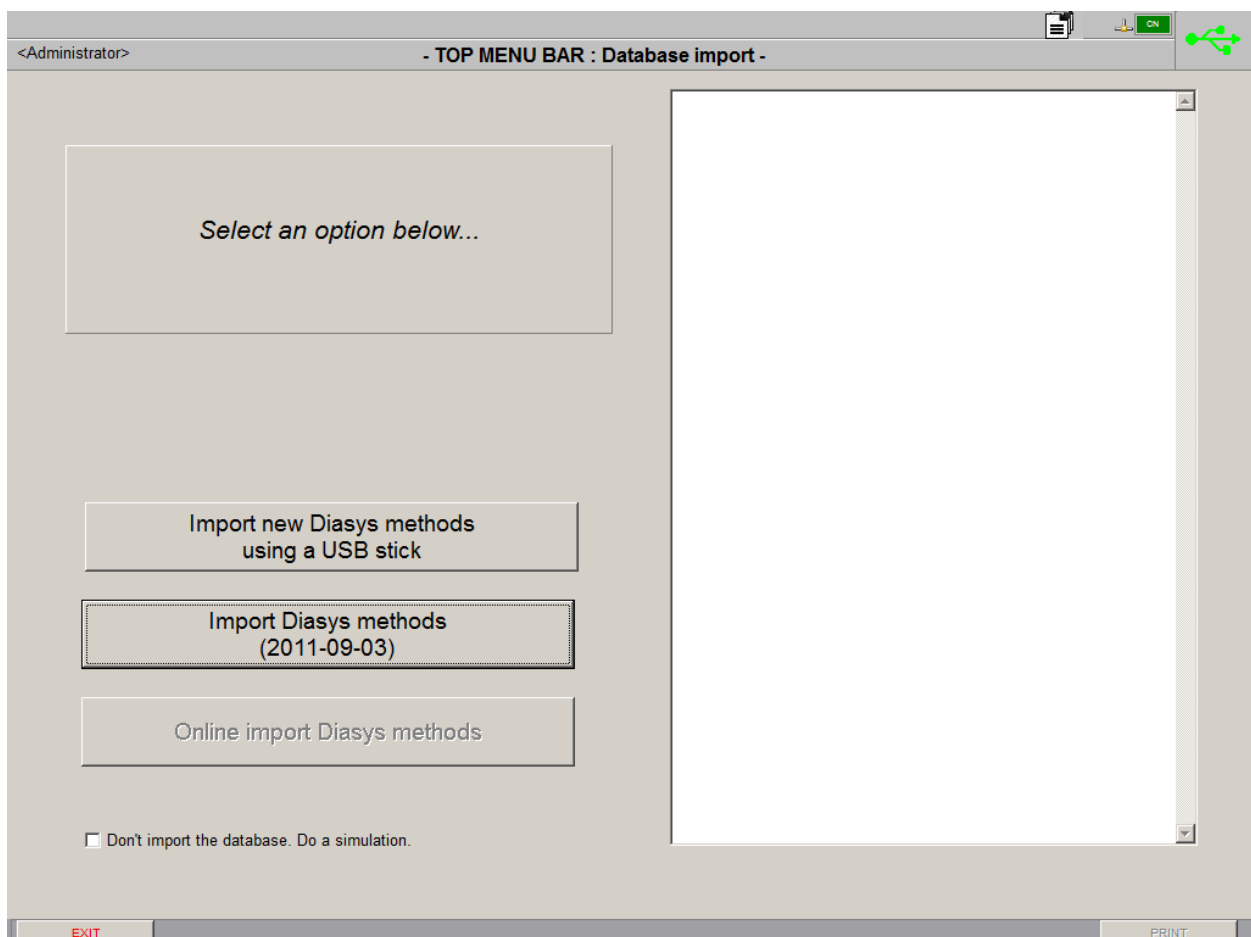 CN
<Administrator>
- TOP MENU BAR : Database import -
Select an option below...
Import new Diasys methods
using a USB stick
Import Diasys methods
(2011-09-03)
Online import Diasys methods
Don't import the database. Do a simulation.
EXIT
PRINT